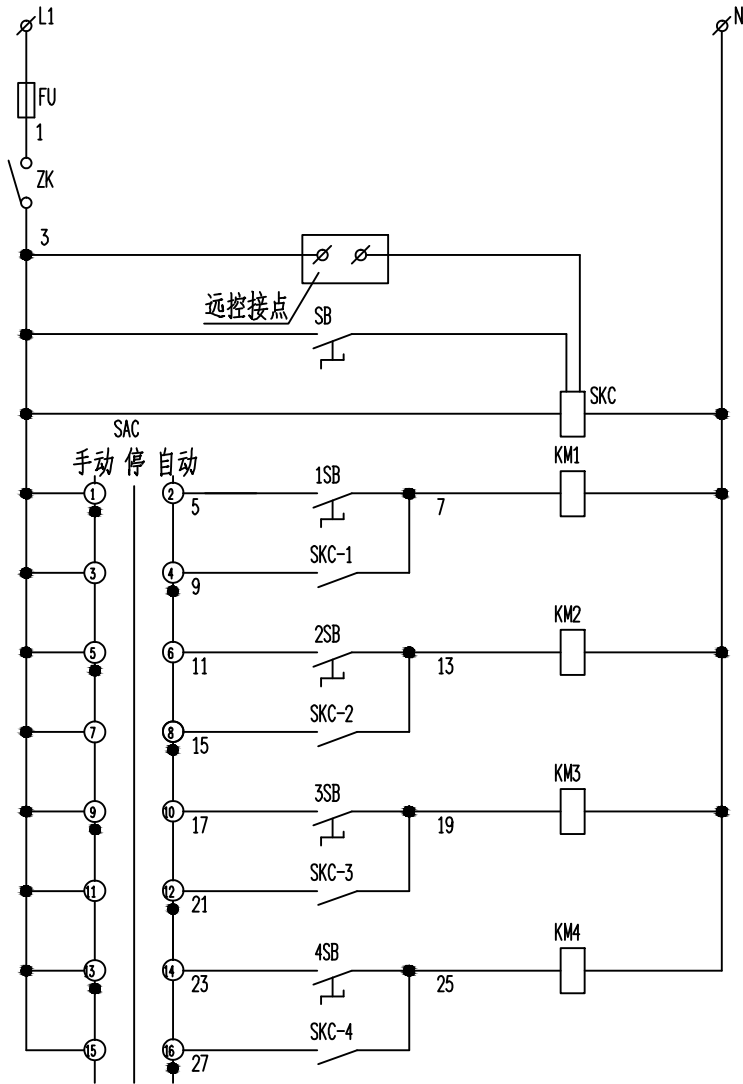 L1 N
FU
1
ZK
3
远控接点
SB
SKC
SAC
手动 停 自动
KM1
1SB
① ② 5 7
SKC-1
③ ④ 9
KM2
2SB
⑤ ⑥ 11 13
SKC-2
⑦ ⑧ 15
KM3
3SB
⑨ ⑩ 17 19
SKC-3
⑪ ⑫ 21
KM4
4SB
⑬ ⑭ 23 25
SKC-4
⑮ ⑯ 27